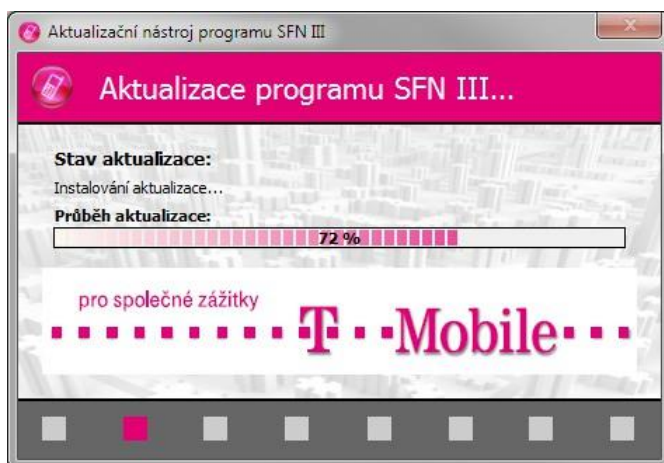 Aktualizační nástroj programu SFN III
Aktualizace programu SFN III...
Stav aktualizace:
Instalování aktualizace...
Průběh aktualizace:
72 %
pro společné zážitky
T Mobile